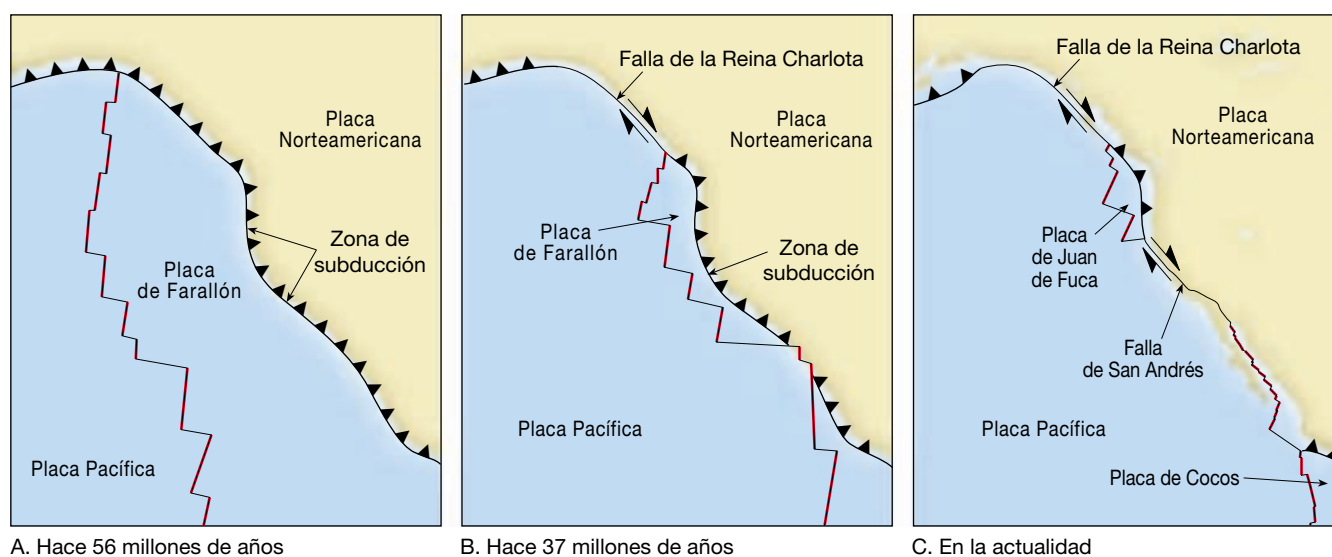 Placa
Norteamericana
Zona de
subducción
Placa
de Farallón
Placa Pacífica
A. Hace 56 millones de años
Falla de la Reina Charlota
Placa
Norteamericana
Placa
de Farallón
Zona de
subducción
Placa Pacífica
B. Hace 37 millones de años
Falla de la Reina Charlota
Placa
Norteamericana
Placa
de Juan
de Fuca
Falla
de San Andrés
Placa Pacífica
Placa de Cocos
C. En la actualidad